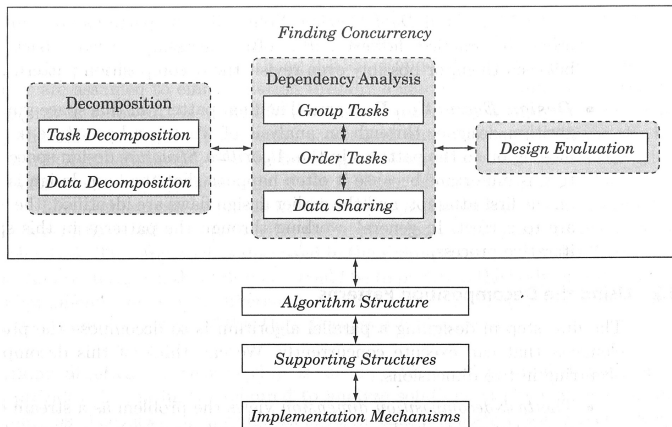 Finding Concurrency
Dependency Analysis
Decomposition
Group Tasks
Task Decomposition
Order Tasks
Design Evaluation
Data Decomposition
Data Sharing
Algorithm Structure
Supporting Structures
Implementation Mechanisms